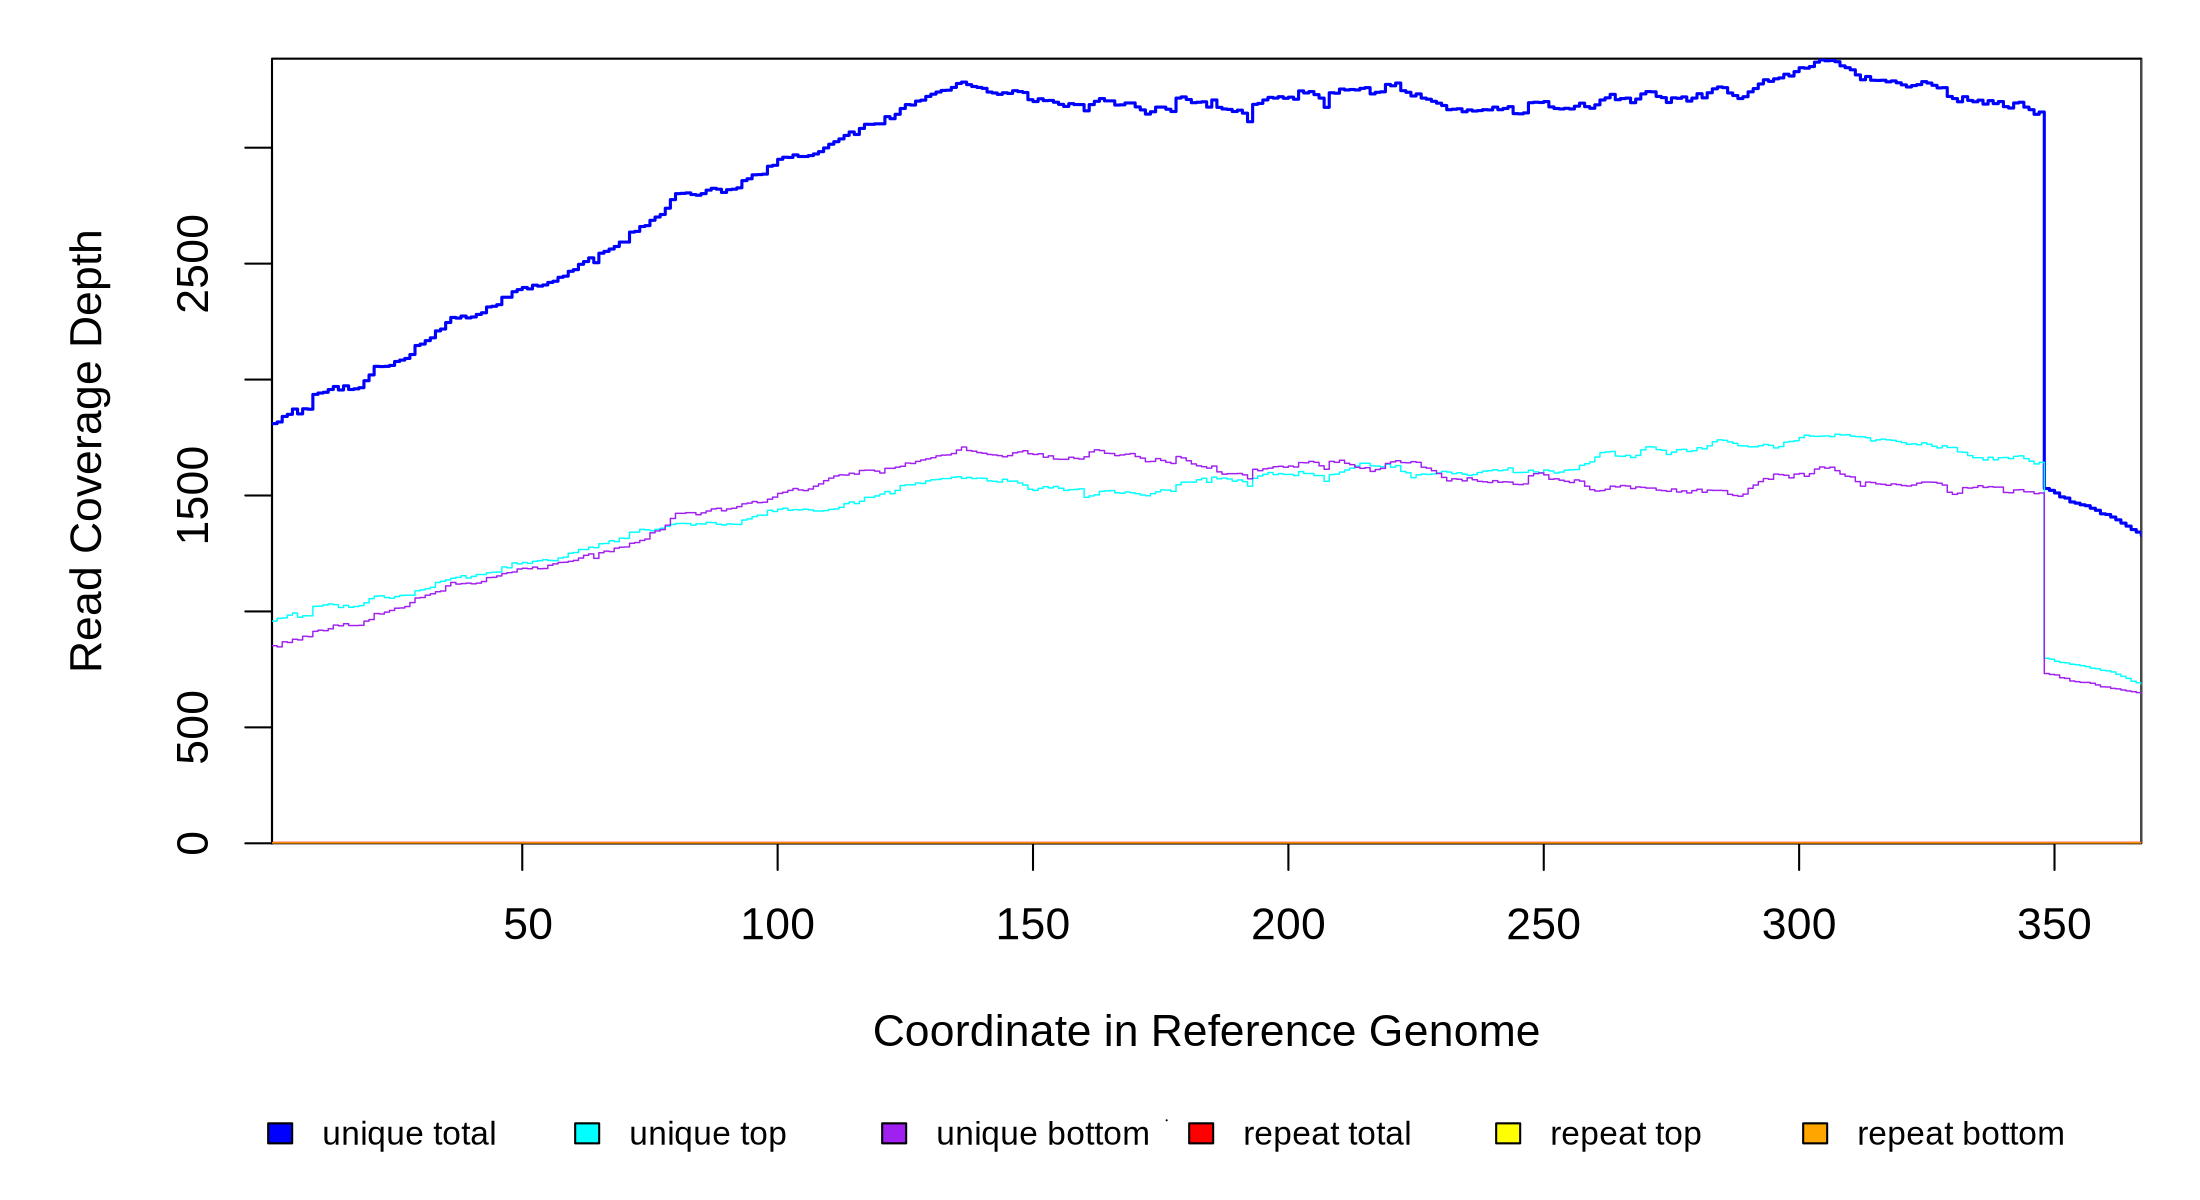 Read Coverage Depth
2500
1500
500
0
50 100 150 200 250 300 350
Coordinate in Reference Genome
unique total unique top unique bottom repeat total repeat top repeat bottom